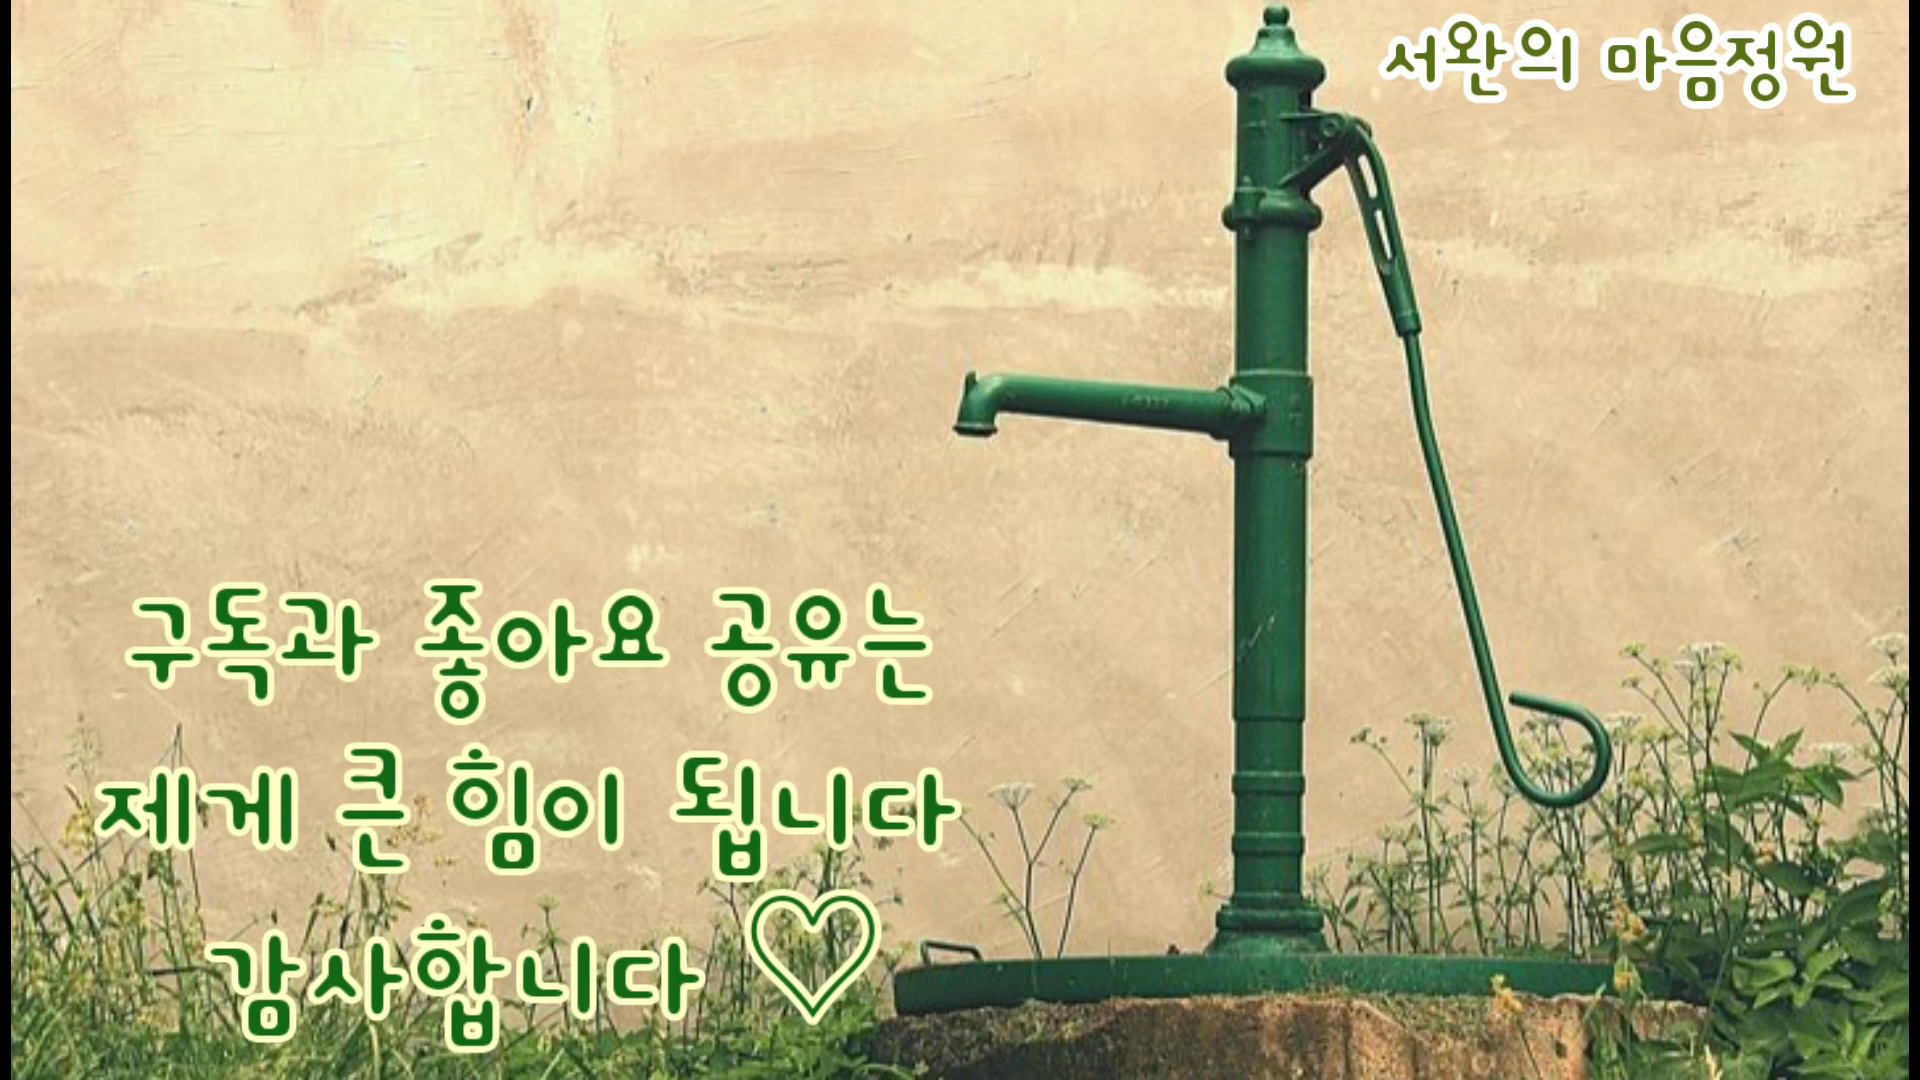 서완의 마음정원
구독과 좋아요 공유는
제게 큰 힘이 됩니다
감사합니다 ♡